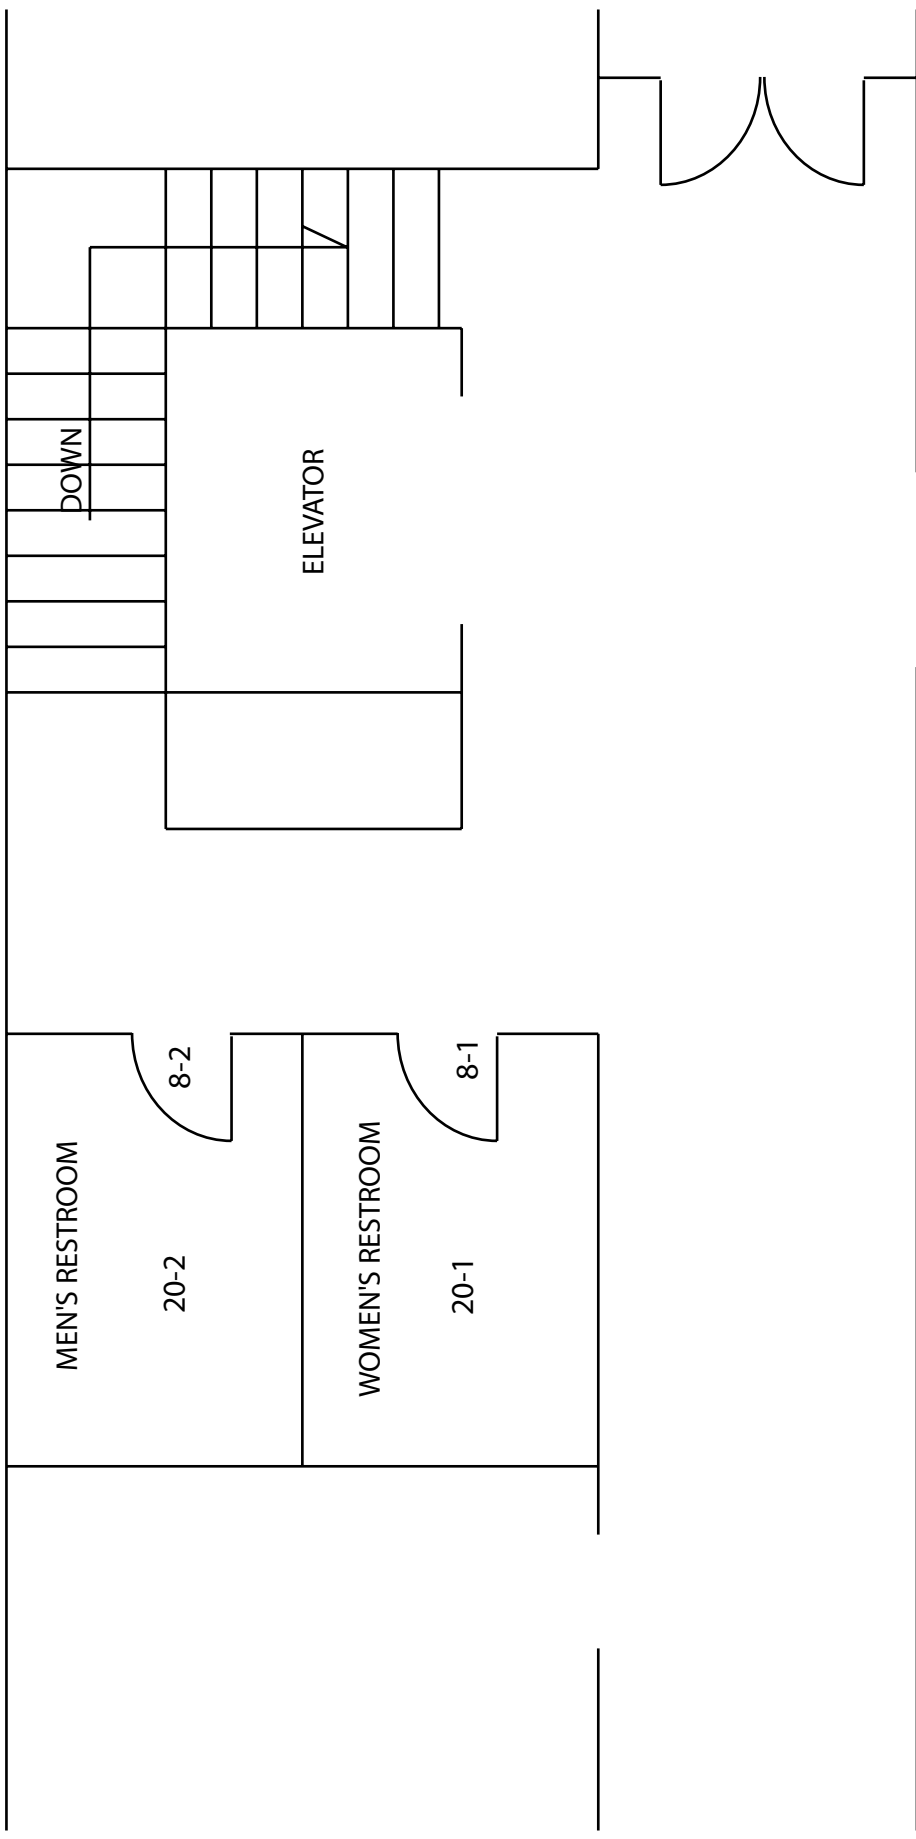 DOWN
ELEVATOR
8-2
8-1
MEN'S RESTROOM
WOMEN'S RESTROOM
20-2
20-1